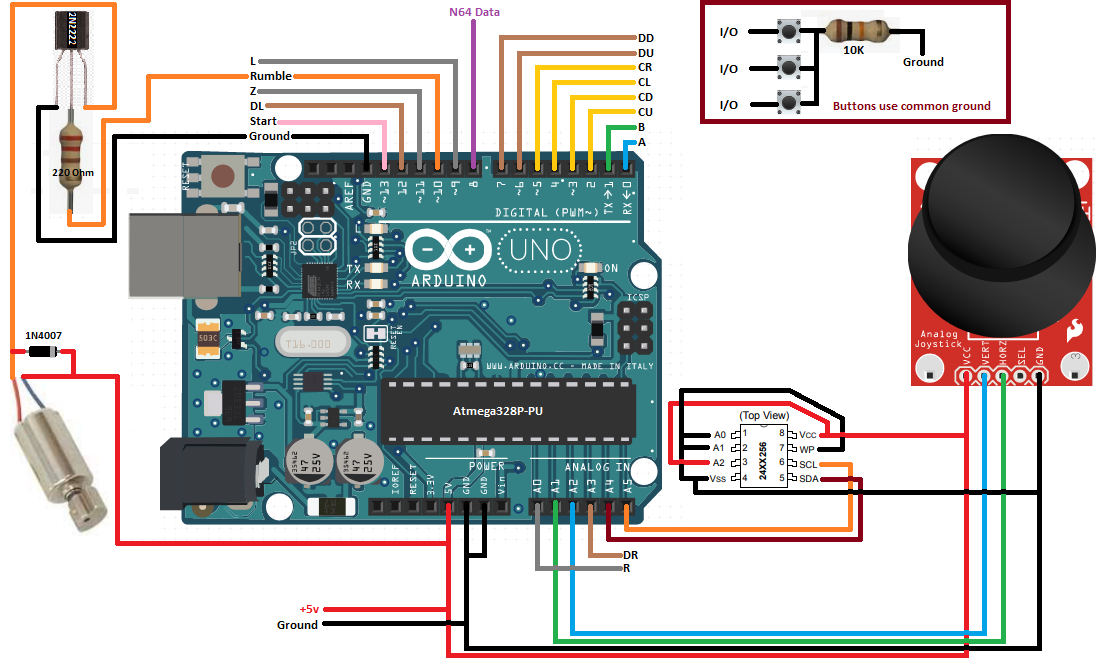 N64 Data
2N2222
L
Rumble
Z
DL
Start
Ground
DD
DU
CR
CL
CD
CU
B
A
I/O
I/O
I/O
10K
Ground
Buttons use common ground
220 Ohm
RESET
AREF
GND
~13
12
~11
~10
~9
8
7
~6
~5
4
~3
2
TX→1
RX←0
DIGITAL (PWM~)
TX
RX
ARDUINO
UNO
ON
ICSP
1N4007
T16.000
WWW.ARDUINO.CC - MADE IN ITALY
Atmega328P-PU
47
25V
47
25V
POWER
ANALOG IN
IOREF
RESET
3.3V
5V
GND
GND
Vin
A0
A1
A2
A3
A4
A5
DR
R
+5v
Ground
(Top View)
A0
1
8
Vcc
A1
2
7
WP
A2
3
6
SCL
Vss
4
5
SDA
24XX256
Analog
Joystick
VCC
VERT
HORZ
SEL
GND